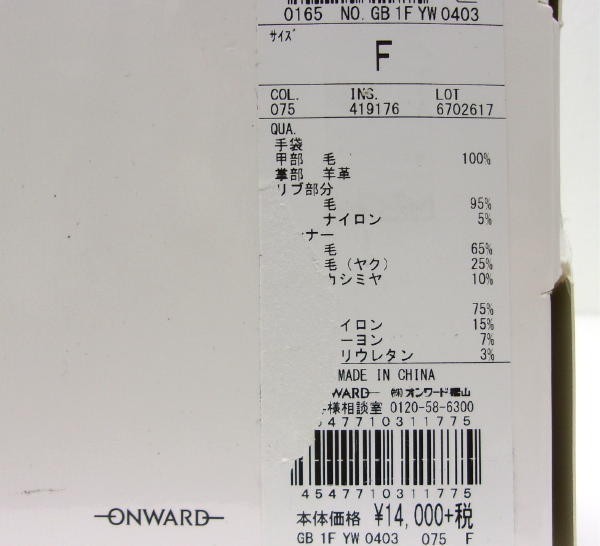 0165 NO. GB 1F YW 0403
サイズ
F
COL. INS. LOT
075 419176 6702617
QUA.
手袋
甲部 毛 100%
掌部 羊革
リブ部分
毛 95%
ナイロン 5%
ナー
毛 65%
毛 (ヤク) 25%
カシミヤ 10%
75%
イロン 15%
ーヨン 7%
リウレタン 3%
MADE IN CHINA
WARD ㈱オンワード樫山
様相談室 0120-58-6300
5477103 11775
4547710311775
本体価格 ¥14,000+税
GB 1F YW 0403 075 F
ONWARD